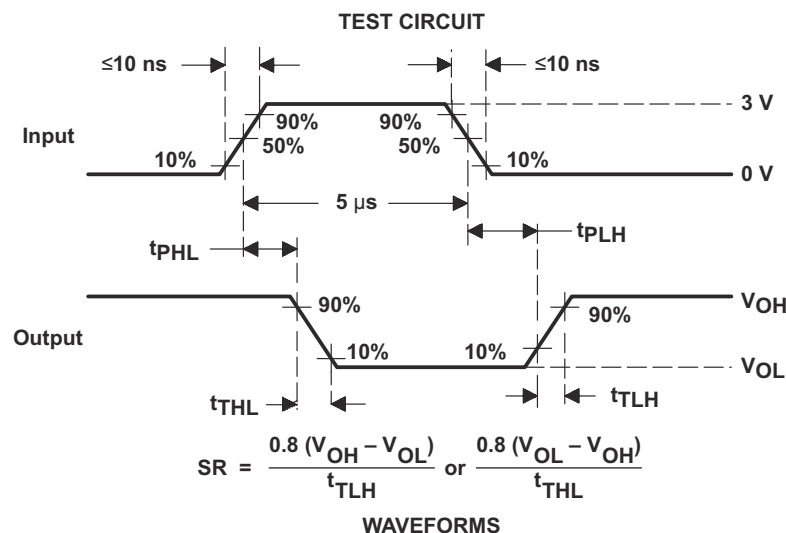 TEST CIRCUIT
≤10 ns
≤10 ns
3 V
Input
90%
90%
50%
50%
10%
10%
0 V
5 µs
tPHL
tPLH
VOH
90%
90%
Output
10%
10%
VOL
tTHL
tTLH
SR = 0.8 (VOH – VOL) / tTLH or 0.8 (VOL – VOH) / tTHL
WAVEFORMS